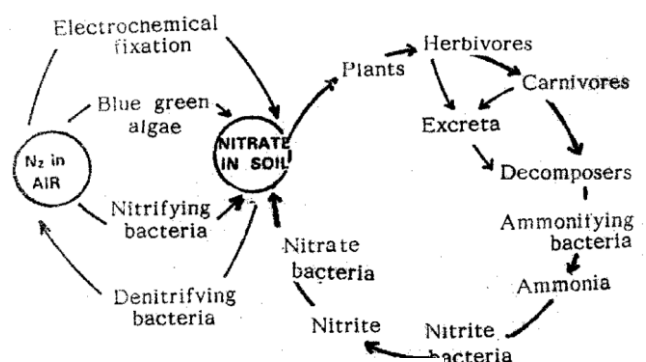 Electrochemical
fixation
Blue green
algae
N₂ in
AIR
NITRATE
IN SOIL
Nitrifying
bacteria
Denitrifving
bacteria
Plants
Herbivores
Carnivores
Excreta
Decomposers
Ammonifying
bacteria
Ammonia
Nitrite
bacteria
Nitrite
Nitrate
bacteria